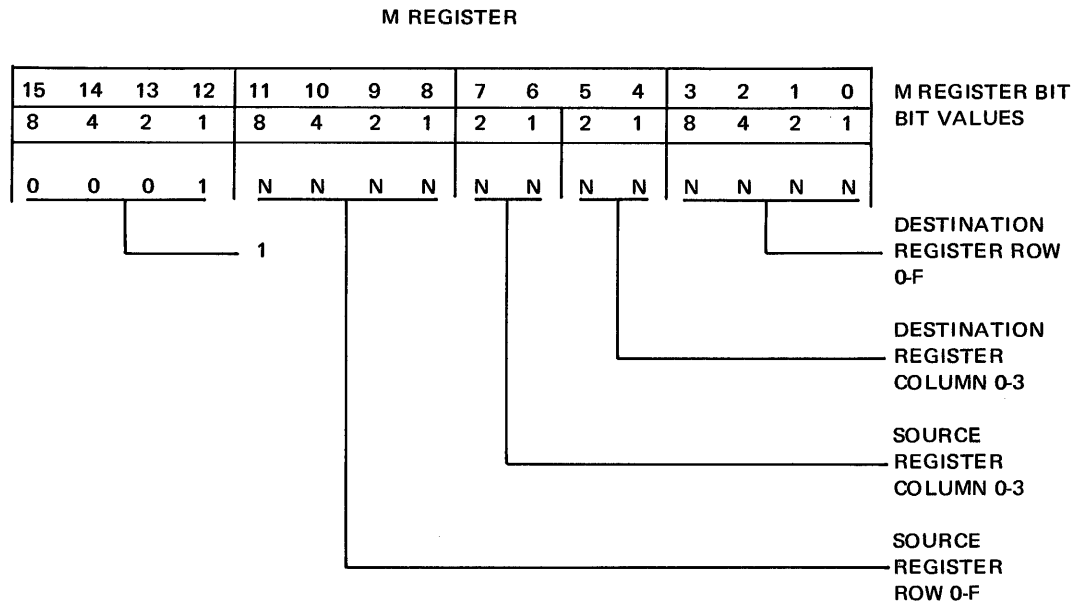 M REGISTER
15 14 13 12 11 10 9 8 7 6 5 4 3 2 1 0 M REGISTER BIT
8 4 2 1 8 4 2 1 2 1 2 1 8 4 2 1 BIT VALUES
0 0 0 1 N N N N N N N N N N N N
1
DESTINATION
REGISTER ROW
0-F
DESTINATION
REGISTER
COLUMN 0-3
SOURCE
REGISTER
COLUMN 0-3
SOURCE
REGISTER
ROW 0-F